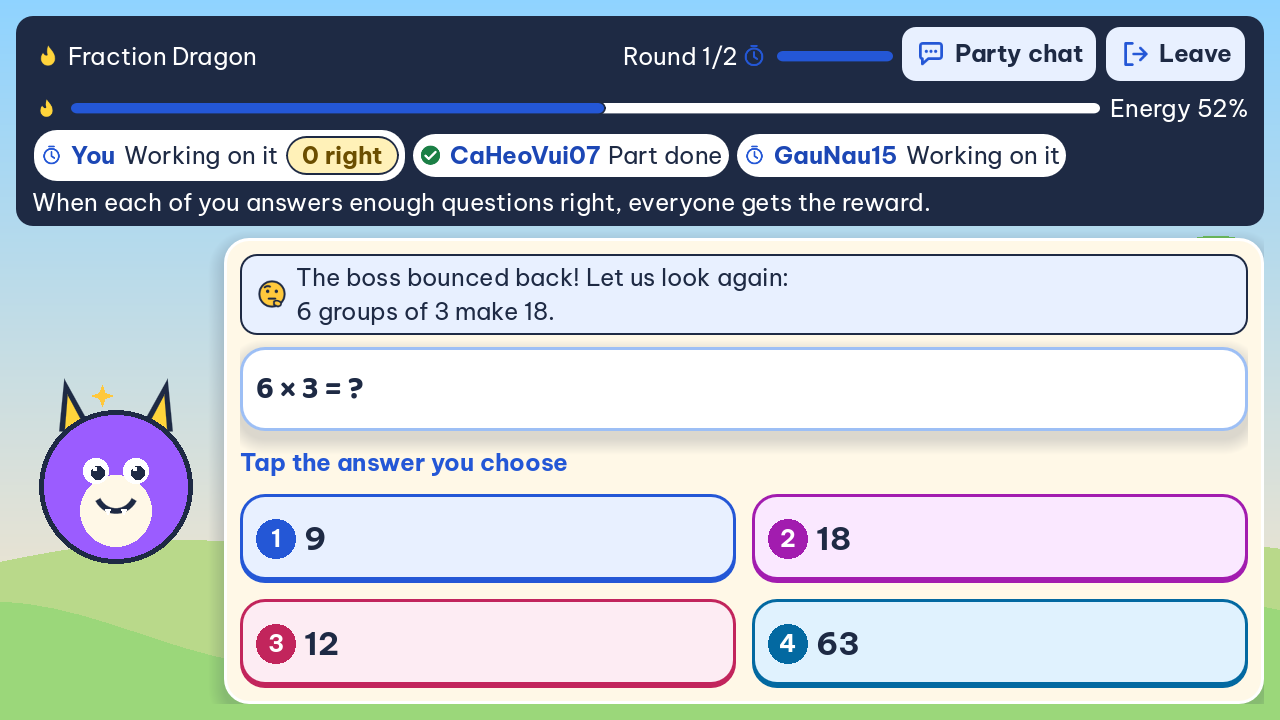 Fraction Dragon
Round 1/2
Party chat
Leave
Energy 52%
You Working on it 0 right
CaHeoVui07 Part done
GauNau15 Working on it
When each of you answers enough questions right, everyone gets the reward.
The boss bounced back! Let us look again:
6 groups of 3 make 18.
6 × 3 = ?
Tap the answer you choose
1 9
2 18
3 12
4 63